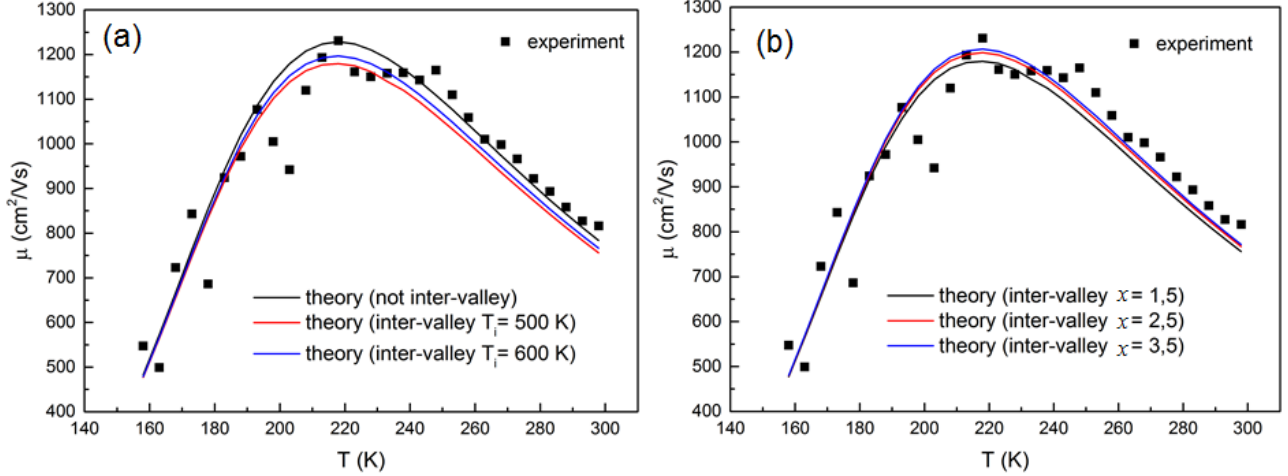 (a)
experiment
1300
1200
1100
1000
900
800
700
600
500
400
μ (cm²/Vs)
theory (not inter-valley)
theory (inter-valley Tᵢ= 500 K)
theory (inter-valley Tᵢ= 600 K)
140 160 180 200 220 240 260 280 300
T (K)
(b)
experiment
1300
1200
1100
1000
900
800
700
600
500
400
μ (cm²/Vs)
theory (inter-valley x = 1,5)
theory (inter-valley x = 2,5)
theory (inter-valley x = 3,5)
140 160 180 200 220 240 260 280 300
T (K)